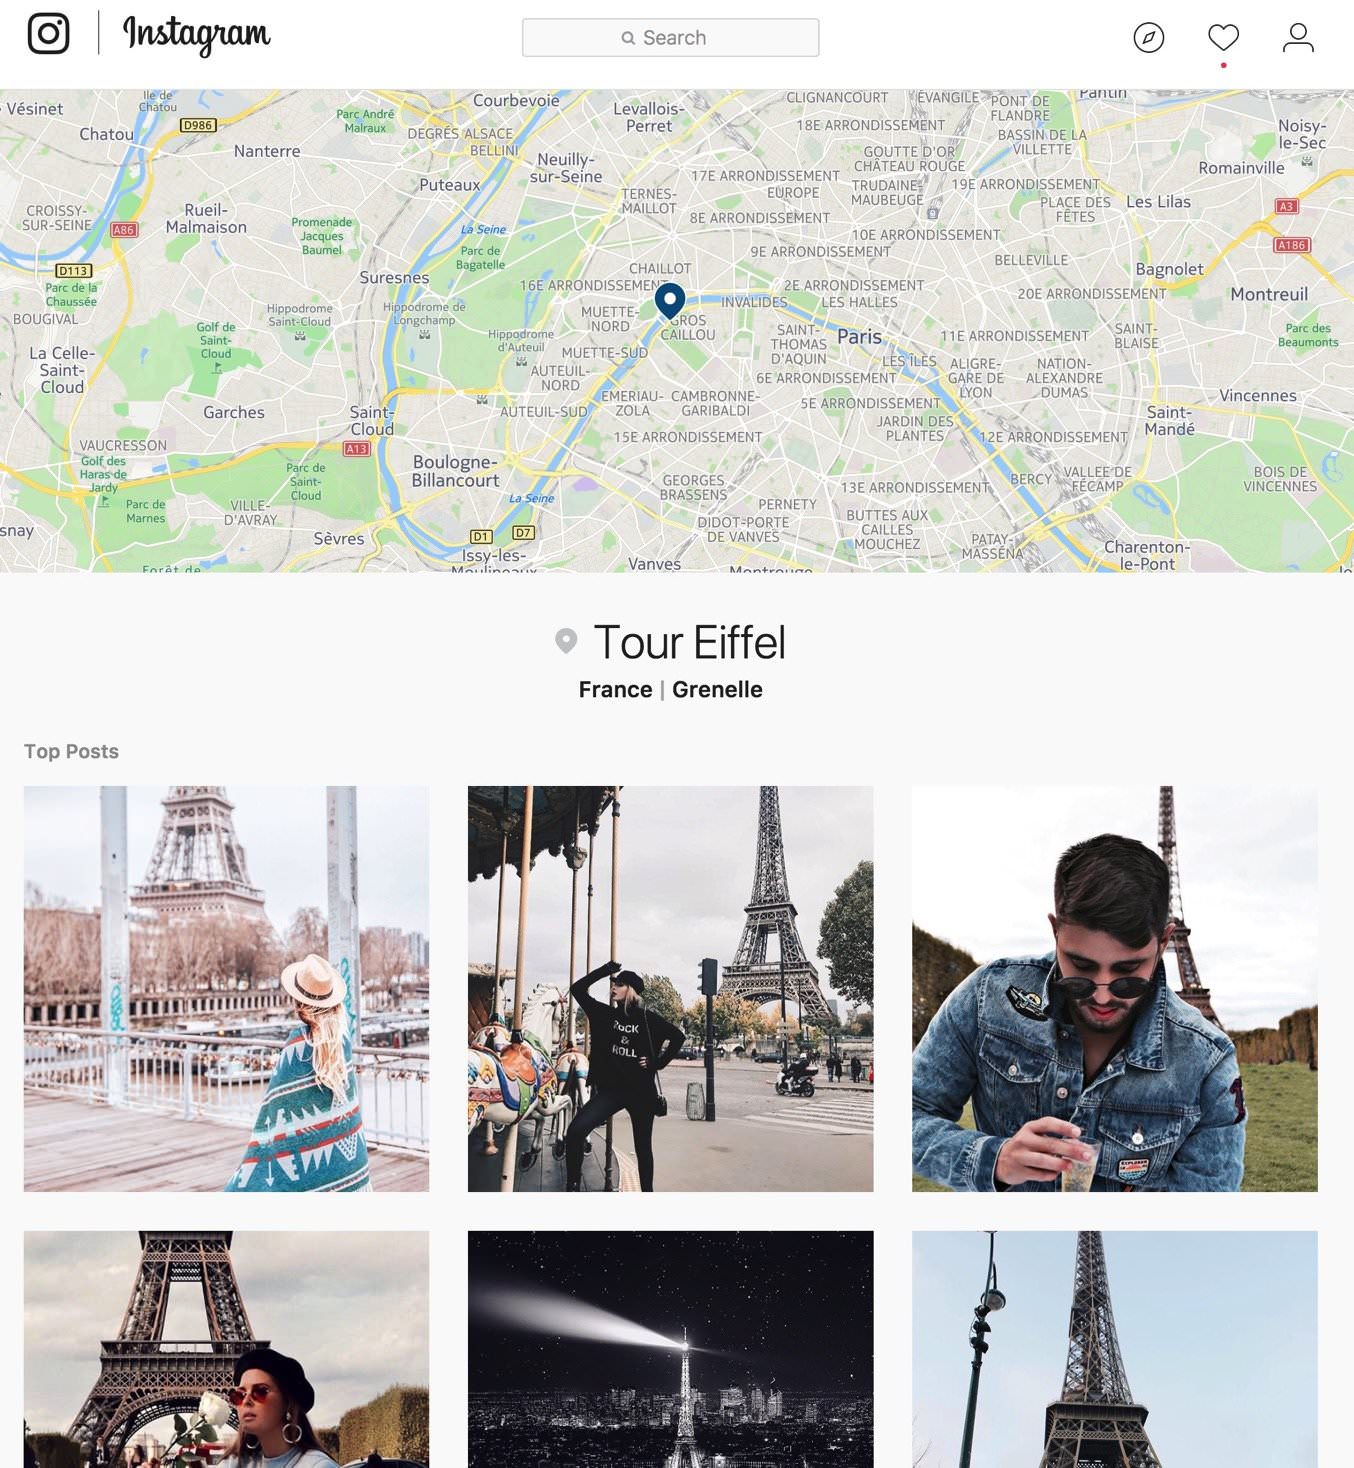 Instagram
Search
Vésinet
Ile de
Chatou
Chatou
D986
Nanterre
Parc André
Malraux
Courbevoie
DEGRÉS ALSACE
BELLINI
Levallois-
Perret
Neuilly-
sur-Seine
CLIGNANCOURT
ÉVANGILE
PONT DE
FLANDRE
Pantin
18E ARRONDISSEMENT
BASSIN DE LA
VILLETTE
Noisy-
le-Sec
GOUTTE D'OR
CHÂTEAU ROUGE
Romainville
17E ARRONDISSEMENT
EUROPE
TRUDAINE-
MAUBEUGE
19E ARRONDISSEMENT
Puteaux
TERNES-
MAILLOT
PLACE DES
FÊTES
Les Lilas
A3
CROISSY-
SUR-SEINE
A86
Rueil-
Malmaison
Promenade
Jacques
Baumel
La Seine
8E ARRONDISSEMENT
10E ARRONDISSEMENT
A186
Parc de
Bagatelle
9E ARRONDISSEMENT
BELLEVILLE
D113
Suresnes
CHAILLOT
Bagnolet
Parc de la
Chaussée
16E ARRONDISSEMENT
2E ARRONDISSEMENT
20E ARRONDISSEMENT
Montreuil
BOUGIVAL
Hippodrome
Saint-Cloud
Hippodrome de
Longchamp
MUETTE-
NORD
INVALIDES
LES HALLES
GROS
CAILLOU
Golf de
Saint-
Cloud
Hippodrome
d'Auteuil
SAINT-
THOMAS
D'AQUIN
Paris
11E ARRONDISSEMENT
SAINT-
BLAISE
Parc des
Beaumonts
La Celle-
Saint-
Cloud
MUETTE-SUD
LES ÎLES
ALIGRE-
GARE DE
LYON
NATION-
ALEXANDRE
DUMAS
AUTEUIL-
NORD
6E ARRONDISSEMENT
Vincennes
Garches
Saint-
Cloud
AUTEUIL-SUD
EMERIAU-
ZOLA
CAMBRONNE-
GARIBALDI
5E ARRONDISSEMENT
JARDIN DES
PLANTES
Saint-
Mandé
VAUCRESSON
A13
15E ARRONDISSEMENT
12E ARRONDISSEMENT
Golf des
Haras de
Jardy
Parc de
Saint-
Cloud
Boulogne-
Billancourt
GEORGES
BRASSENS
13E ARRONDISSEMENT
BERCY
VALLÉE DE
FÉCAMP
BOIS DE
VINCENNES
Parc de
Marnes
VILLE-
D'AVRAY
La Seine
PERNETY
DIDOT-PORTE
DE VANVES
BUTTES AUX
CAILLES
MOUCHEZ
snay
Sèvres
D1
D7
PATAY-
MASSÉNA
Charenton-
le-Pont
Issy-les-
Moulineaux
Vanves
Montrouge
Forêt de
Tour Eiffel
France | Grenelle
Top Posts
ROCK
&
ROLL
EXPLORER